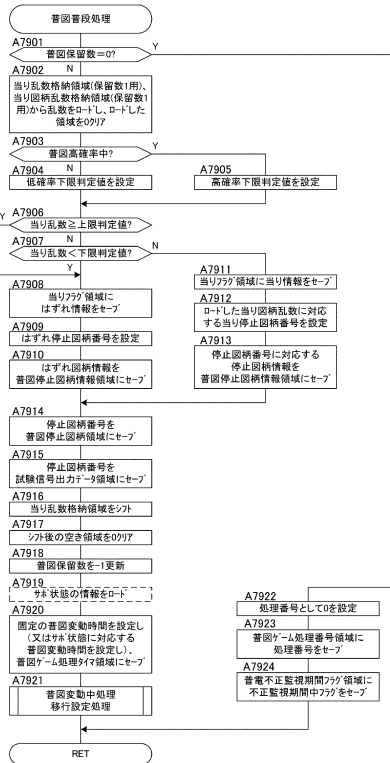 普図普段処理
A7901
普図保留数=0?
Y
N
A7902
当り乱数格納領域(保留数1用)、
当り図柄乱数格納領域(保留数1
用)から乱数をロードし、ロードした
領域を0クリア
A7903
普図高確率中?
Y
N
A7904
低確率下限判定値を設定
A7905
高確率下限判定値を設定
A7906
当り乱数≧上限判定値?
Y
N
A7907
当り乱数<下限判定値?
N
Y
A7908
当りフラグ領域に
はずれ情報をセーブ
A7909
はずれ停止図柄番号を設定
A7910
はずれ図柄情報を
普図停止図柄情報領域にセーブ
A7911
当りフラグ領域に当り情報をセーブ
A7912
ロードした当り図柄乱数に対応
する当り停止図柄番号を設定
A7913
停止図柄番号に対応する
停止図柄情報を
普図停止図柄情報領域にセーブ
A7914
停止図柄番号を
普図停止図柄領域にセーブ
A7915
停止図柄番号を
試験信号出力データ領域にセーブ
A7916
当り乱数格納領域をシフト
A7917
シフト後の空き領域を0クリア
A7918
普図保留数を-1更新
A7919
サポ状態の情報をロード
A7920
固定の普図変動時間を設定し
(又はサポ状態に対応する
普図変動時間を設定し)、
普図ゲーム処理タイマ領域にセーブ
A7921
普図変動中処理
移行設定処理
A7922
処理番号として0を設定
A7923
普図ゲーム処理番号領域に
処理番号をセーブ
A7924
普電不正監視期間フラグ領域に
不正監視期間中フラグをセーブ
RET